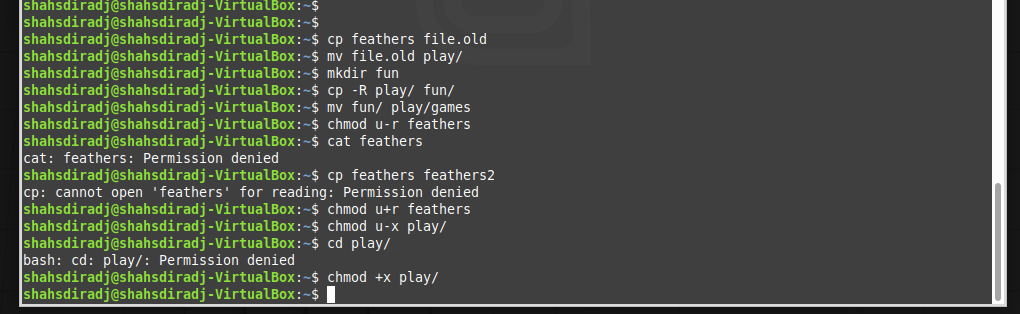 shahsdiradj@shahsdiradj-VirtualBox:~$
shahsdiradj@shahsdiradj-VirtualBox:~$
shahsdiradj@shahsdiradj-VirtualBox:~$ cp feathers file.old
shahsdiradj@shahsdiradj-VirtualBox:~$ mv file.old play/
shahsdiradj@shahsdiradj-VirtualBox:~$ mkdir fun
shahsdiradj@shahsdiradj-VirtualBox:~$ cp -R play/ fun/
shahsdiradj@shahsdiradj-VirtualBox:~$ mv fun/ play/games
shahsdiradj@shahsdiradj-VirtualBox:~$ chmod u-r feathers
shahsdiradj@shahsdiradj-VirtualBox:~$ cat feathers
cat: feathers: Permission denied
shahsdiradj@shahsdiradj-VirtualBox:~$ cp feathers feathers2
cp: cannot open 'feathers' for reading: Permission denied
shahsdiradj@shahsdiradj-VirtualBox:~$ chmod u+r feathers
shahsdiradj@shahsdiradj-VirtualBox:~$ chmod u-x play/
shahsdiradj@shahsdiradj-VirtualBox:~$ cd play/
bash: cd: play/: Permission denied
shahsdiradj@shahsdiradj-VirtualBox:~$ chmod +x play/
shahsdiradj@shahsdiradj-VirtualBox:~$